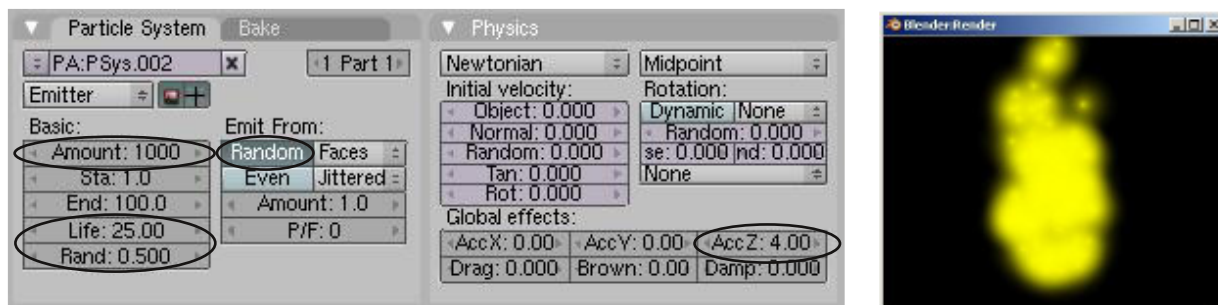 Particle System Bake
PA:PSys.002 x 1 Part 1
Emitter
Basic:
Amount: 1000
Sta: 1.0
End: 100.0
Life: 25.00
Rand: 0.500
Emit From:
Random Faces
Even Jittered
Amount: 1.0
P/F: 0
Physics
Newtonian Midpoint
Initial velocity:
Object: 0.000
Normal: 0.000
Random: 0.000
Tan: 0.000
Rot: 0.000
Rotation:
Dynamic None
Random: 0.000
se: 0.000 nd: 0.000
None
Global effects:
AccX: 0.00 AccY: 0.00 AccZ: 4.00
Drag: 0.000 Brown: 0.00 Damp: 0.000
Blender:Render